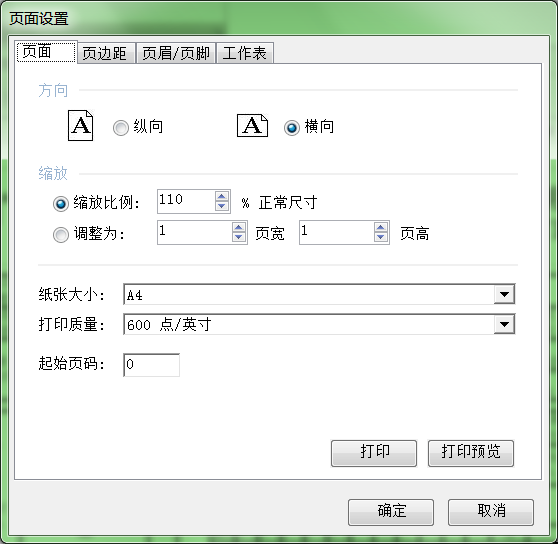 页面设置
页面 页边距 页眉/页脚 工作表
方向
A 纵向 A 横向
缩放
缩放比例: 110 % 正常尺寸
调整为: 1 页宽 1 页高
纸张大小: A4
打印质量: 600 点/英寸
起始页码: 0
打印 打印预览
确定 取消